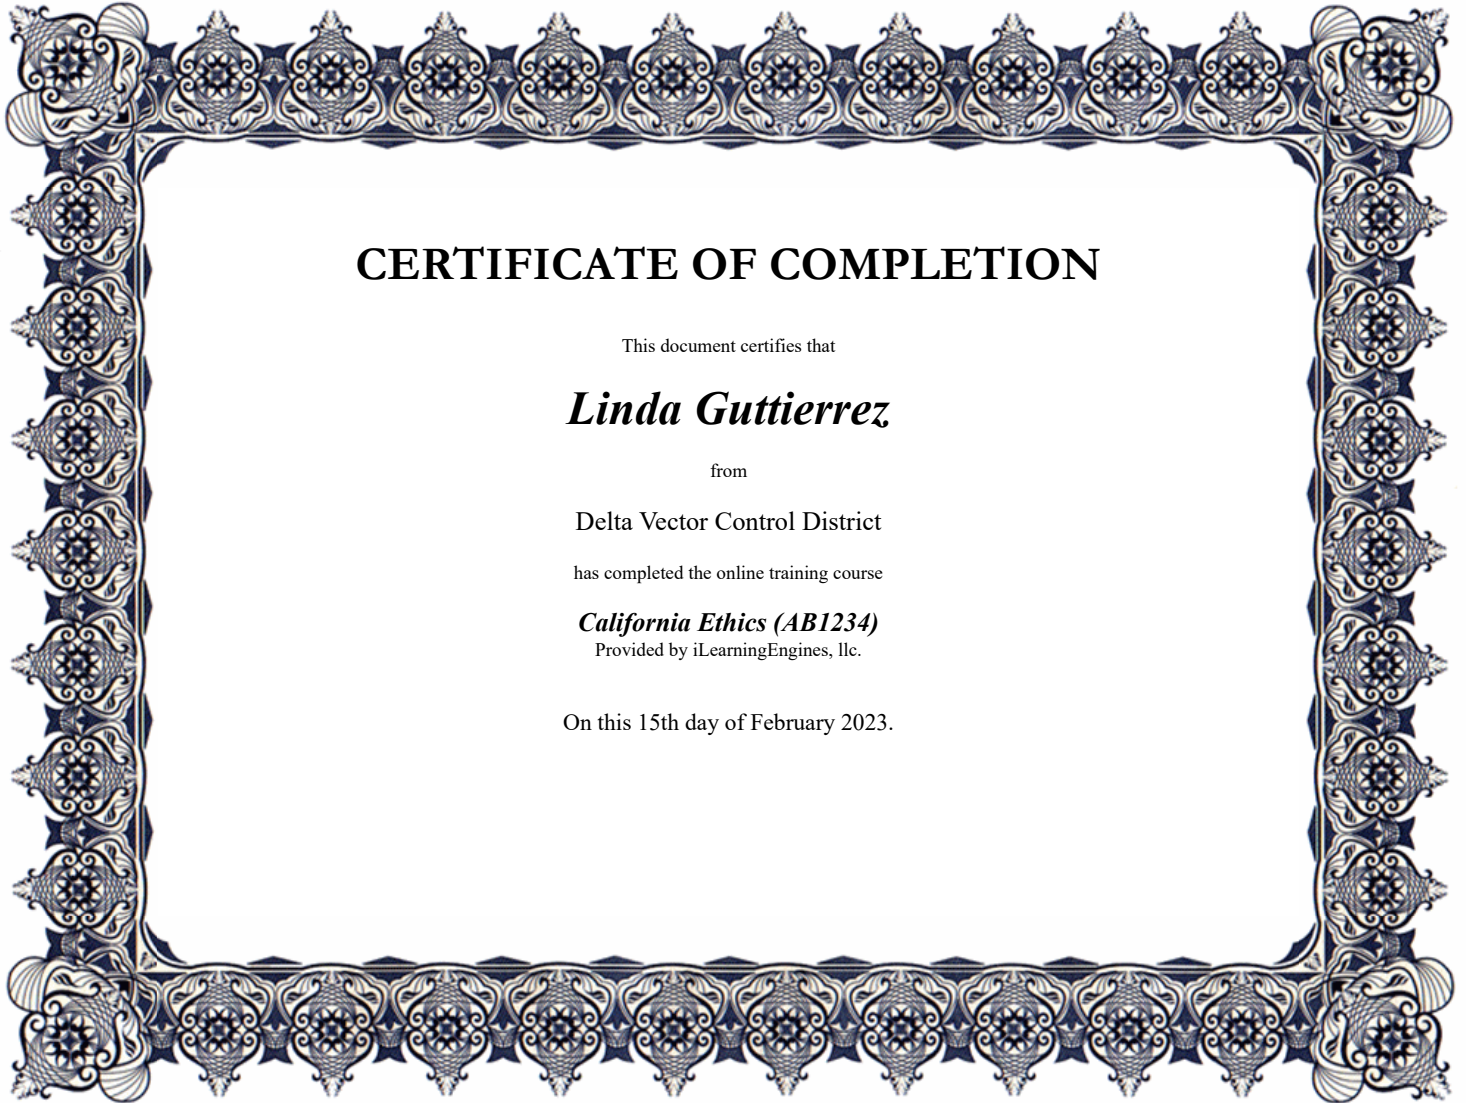 CERTIFICATE OF COMPLETION
This document certifies that
Linda Guttierrez
from
Delta Vector Control District
has completed the online training course
California Ethics (AB1234)
Provided by iLearningEngines, llc.
On this 15th day of February 2023.